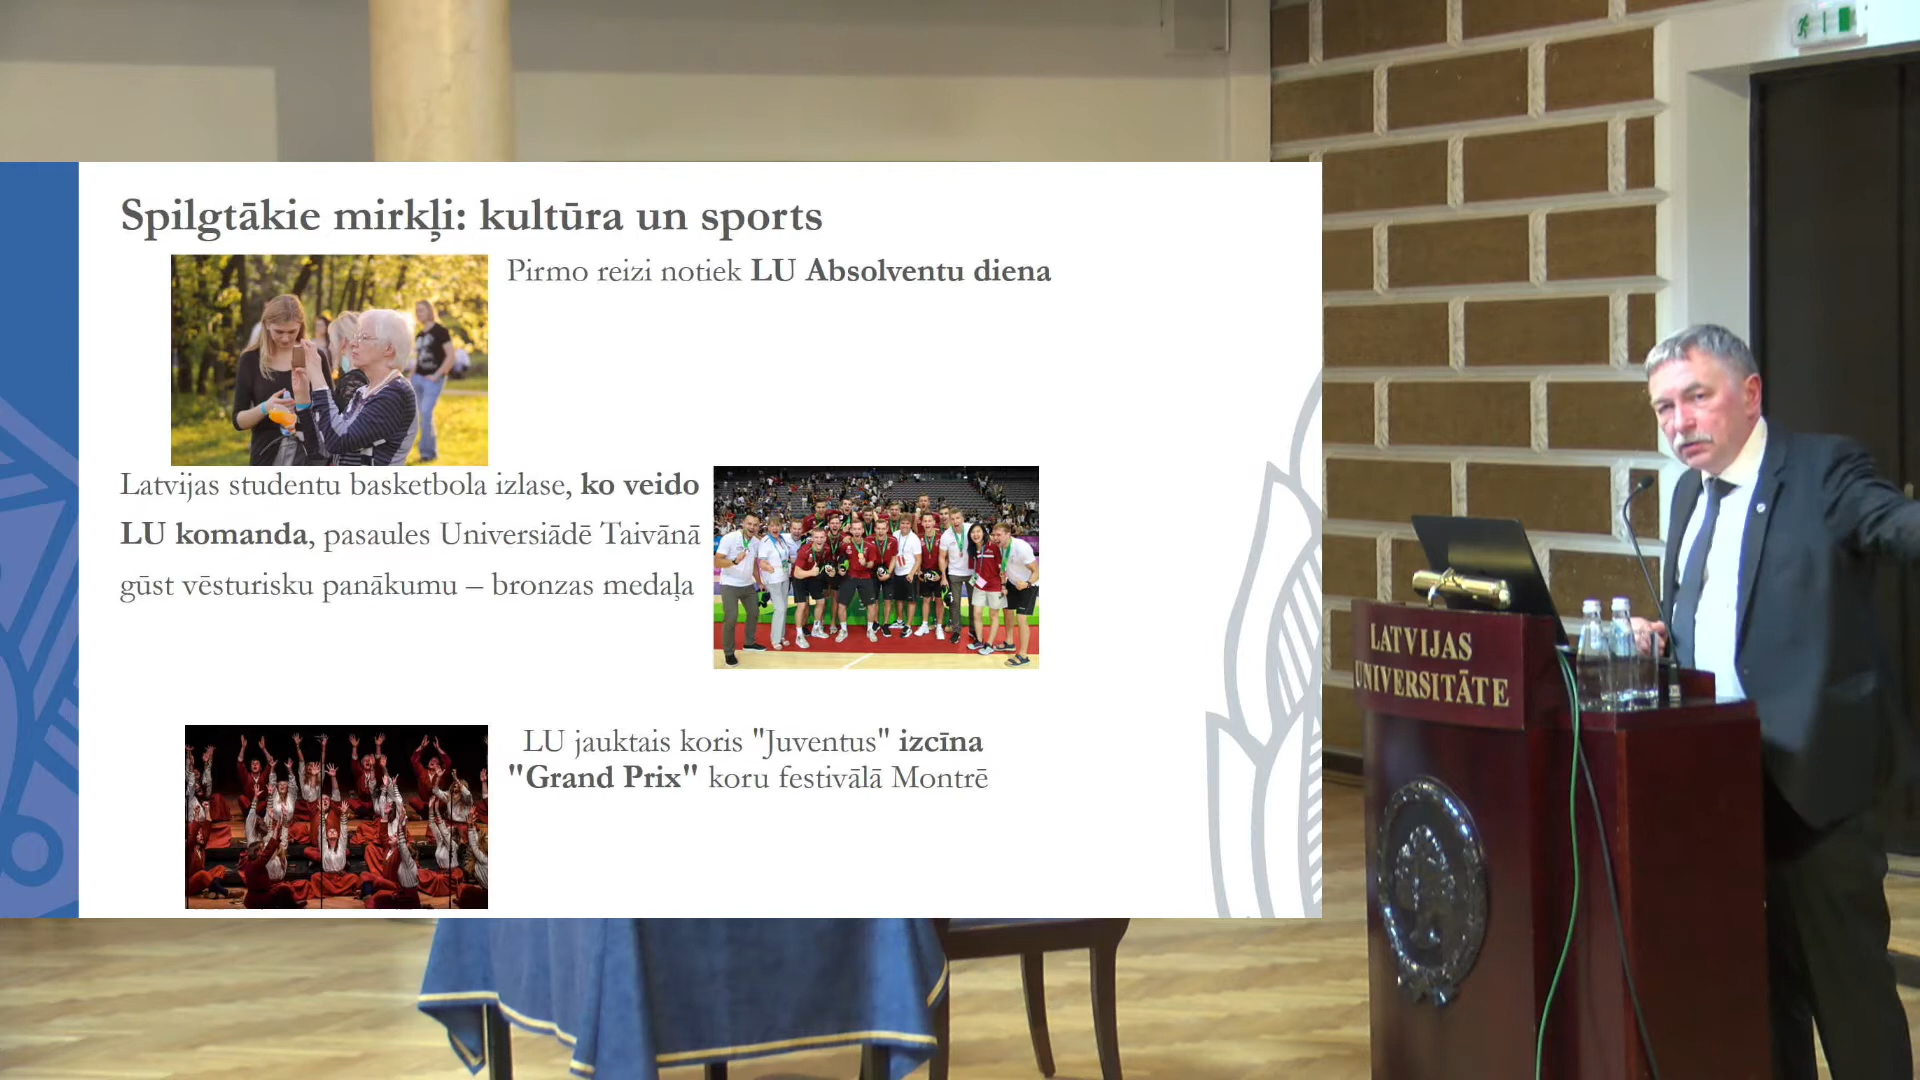 Spilgtākie mirkļi: kultūra un sports
Pirmo reizi notiek LU Absolventu diena
Latvijas studentu basketbola izlase, ko veido
LU komanda, pasaules Universiādē Taivānā
gūst vēsturisku panākumu – bronzas medaļa
LU jauktais koris "Juventus" izcīna
"Grand Prix" koru festivālā Montrē
LATVIJAS
UNIVERSITĀTE